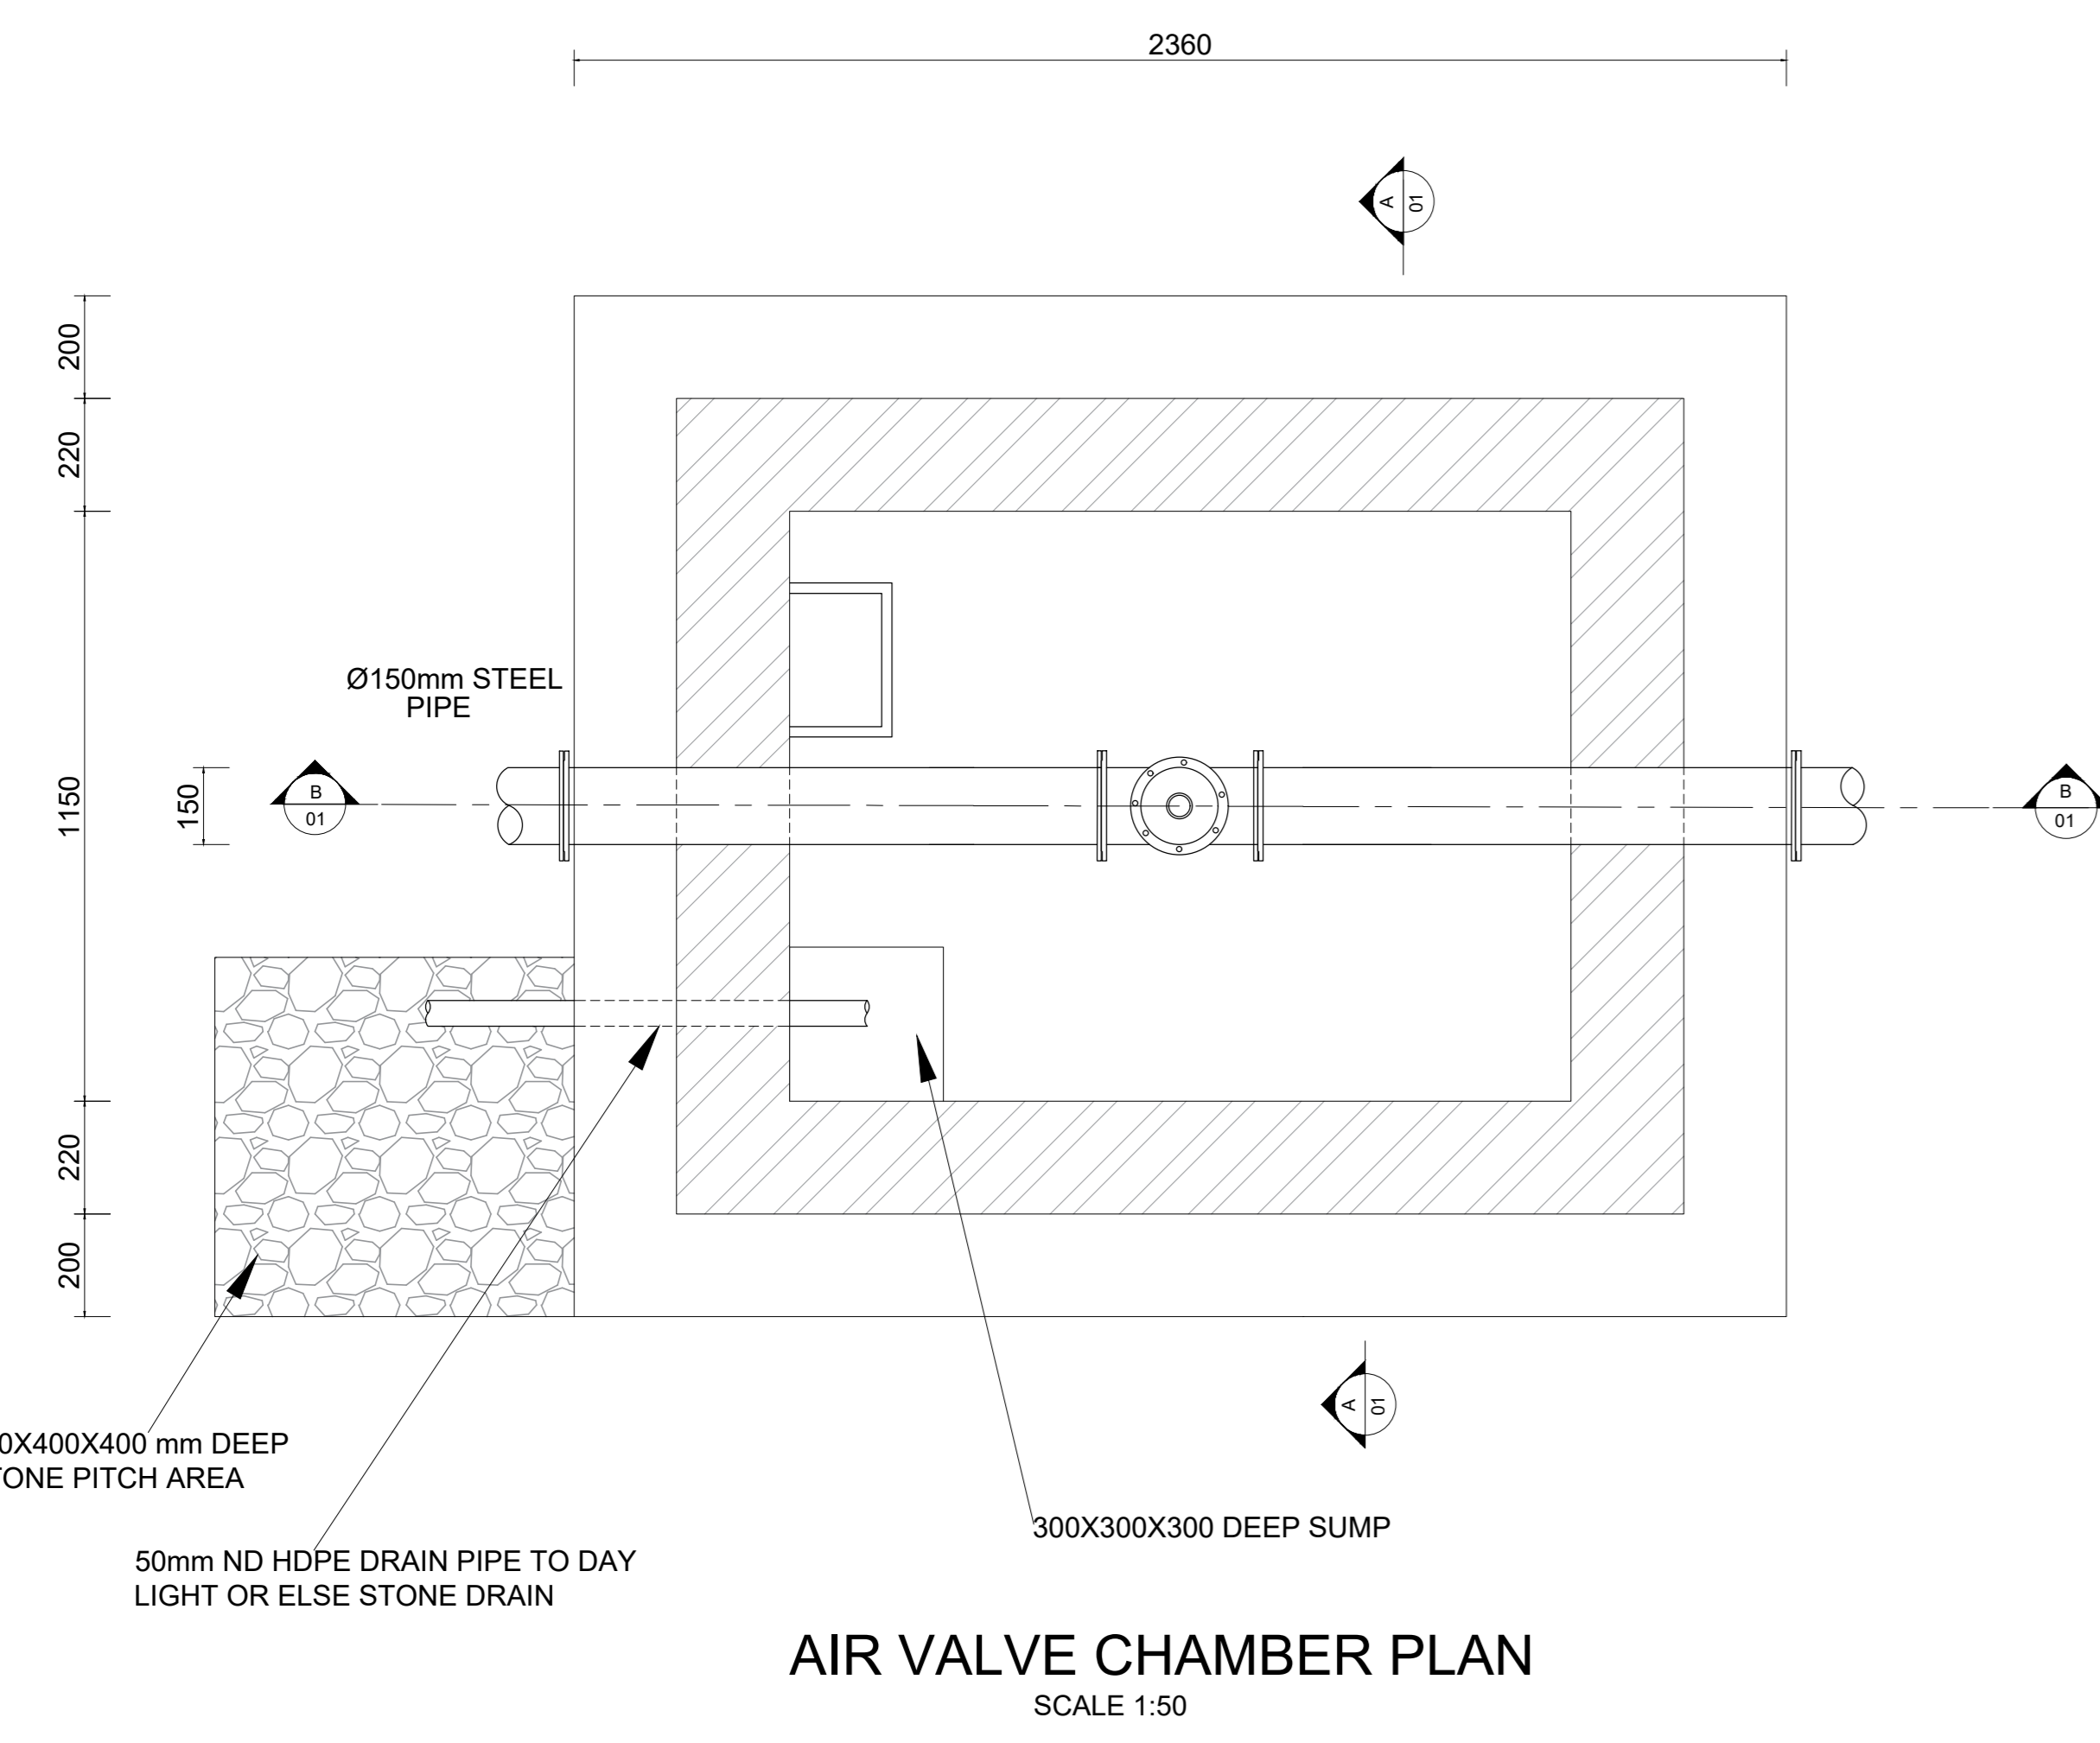 2360
A
01
200
220
Ø150mm STEEL
PIPE
1150
150
B
01
B
01
220
200
A
01
0X400X400 mm DEEP
TONE PITCH AREA
300X300X300 DEEP SUMP
50mm ND HDPE DRAIN PIPE TO DAY
LIGHT OR ELSE STONE DRAIN
AIR VALVE CHAMBER PLAN
SCALE 1:50